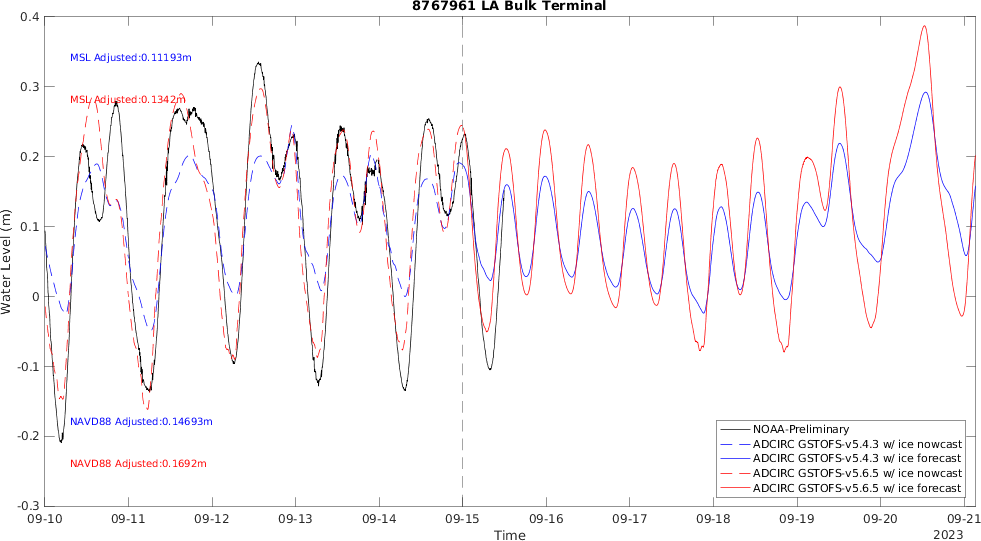 8767961 LA Bulk Terminal
0.4
0.3
0.2
0.1
0
-0.1
-0.2
-0.3
Water Level (m)
MSL Adjusted:0.11193m
MSL Adjusted:0.1342m
NAVD88 Adjusted:0.14693m
NAVD88 Adjusted:0.1692m
NOAA-Preliminary
ADCIRC GSTOFS-v5.4.3 w/ ice nowcast
ADCIRC GSTOFS-v5.4.3 w/ ice forecast
ADCIRC GSTOFS-v5.6.5 w/ ice nowcast
ADCIRC GSTOFS-v5.6.5 w/ ice forecast
09-10 09-11 09-12 09-13 09-14 09-15 09-16 09-17 09-18 09-19 09-20 09-21
Time
2023